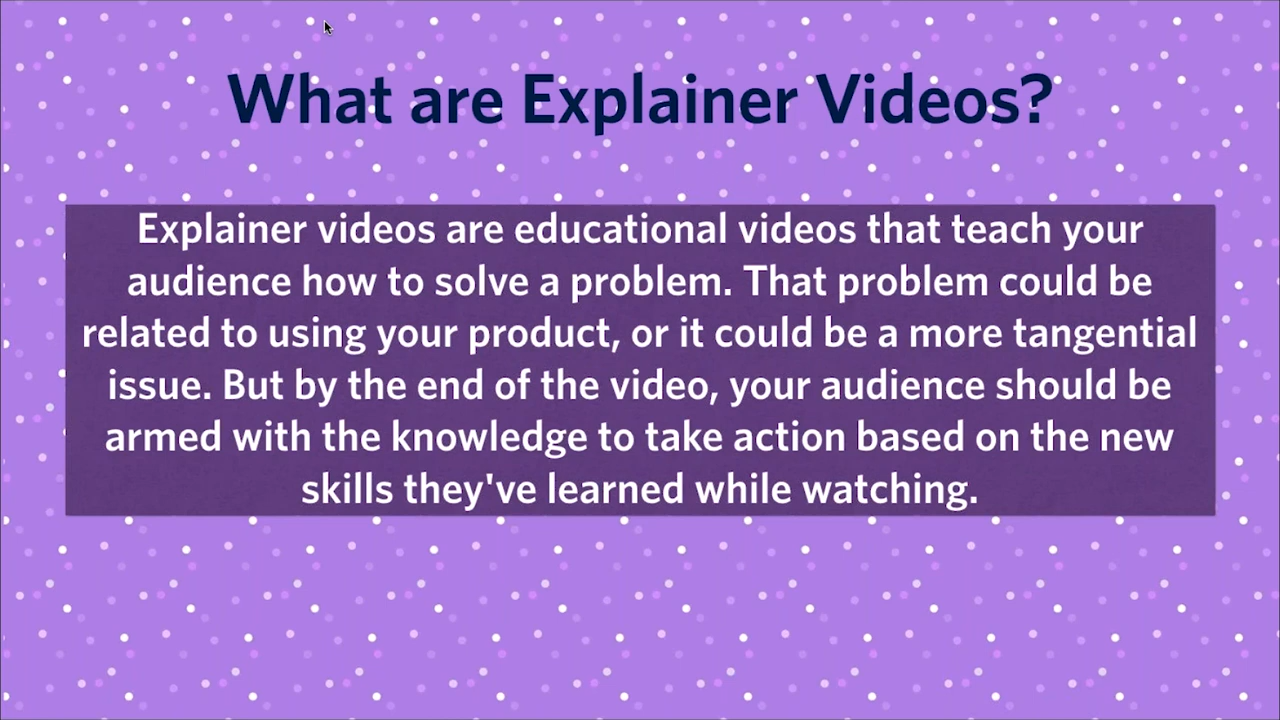 What are Explainer Videos?
Explainer videos are educational videos that teach your
audience how to solve a problem. That problem could be
related to using your product, or it could be a more tangential
issue. But by the end of the video, your audience should be
armed with the knowledge to take action based on the new
skills they've learned while watching.